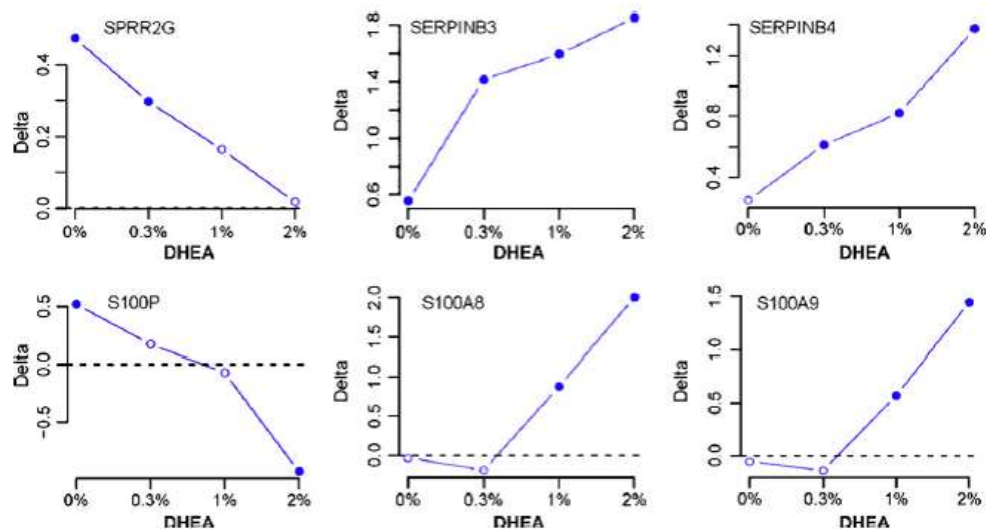 SPRR2G
Delta
0.0 0.2 0.4
0% 0.3% 1% 2%
DHEA
SERPINB3
Delta
0.6 1.0 1.4 1.8
0% 0.3% 1% 2%
DHEA
SERPINB4
Delta
0.4 0.8 1.2
0% 0.3% 1% 2%
DHEA
S100P
Delta
-0.5 0.0 0.5
0% 0.3% 1% 2%
DHEA
S100A8
Delta
0.0 0.5 1.0 2.0
0% 0.3% 1% 2%
DHEA
S100A9
Delta
0.0 0.5 1.0 1.5
0% 0.3% 1% 2%
DHEA